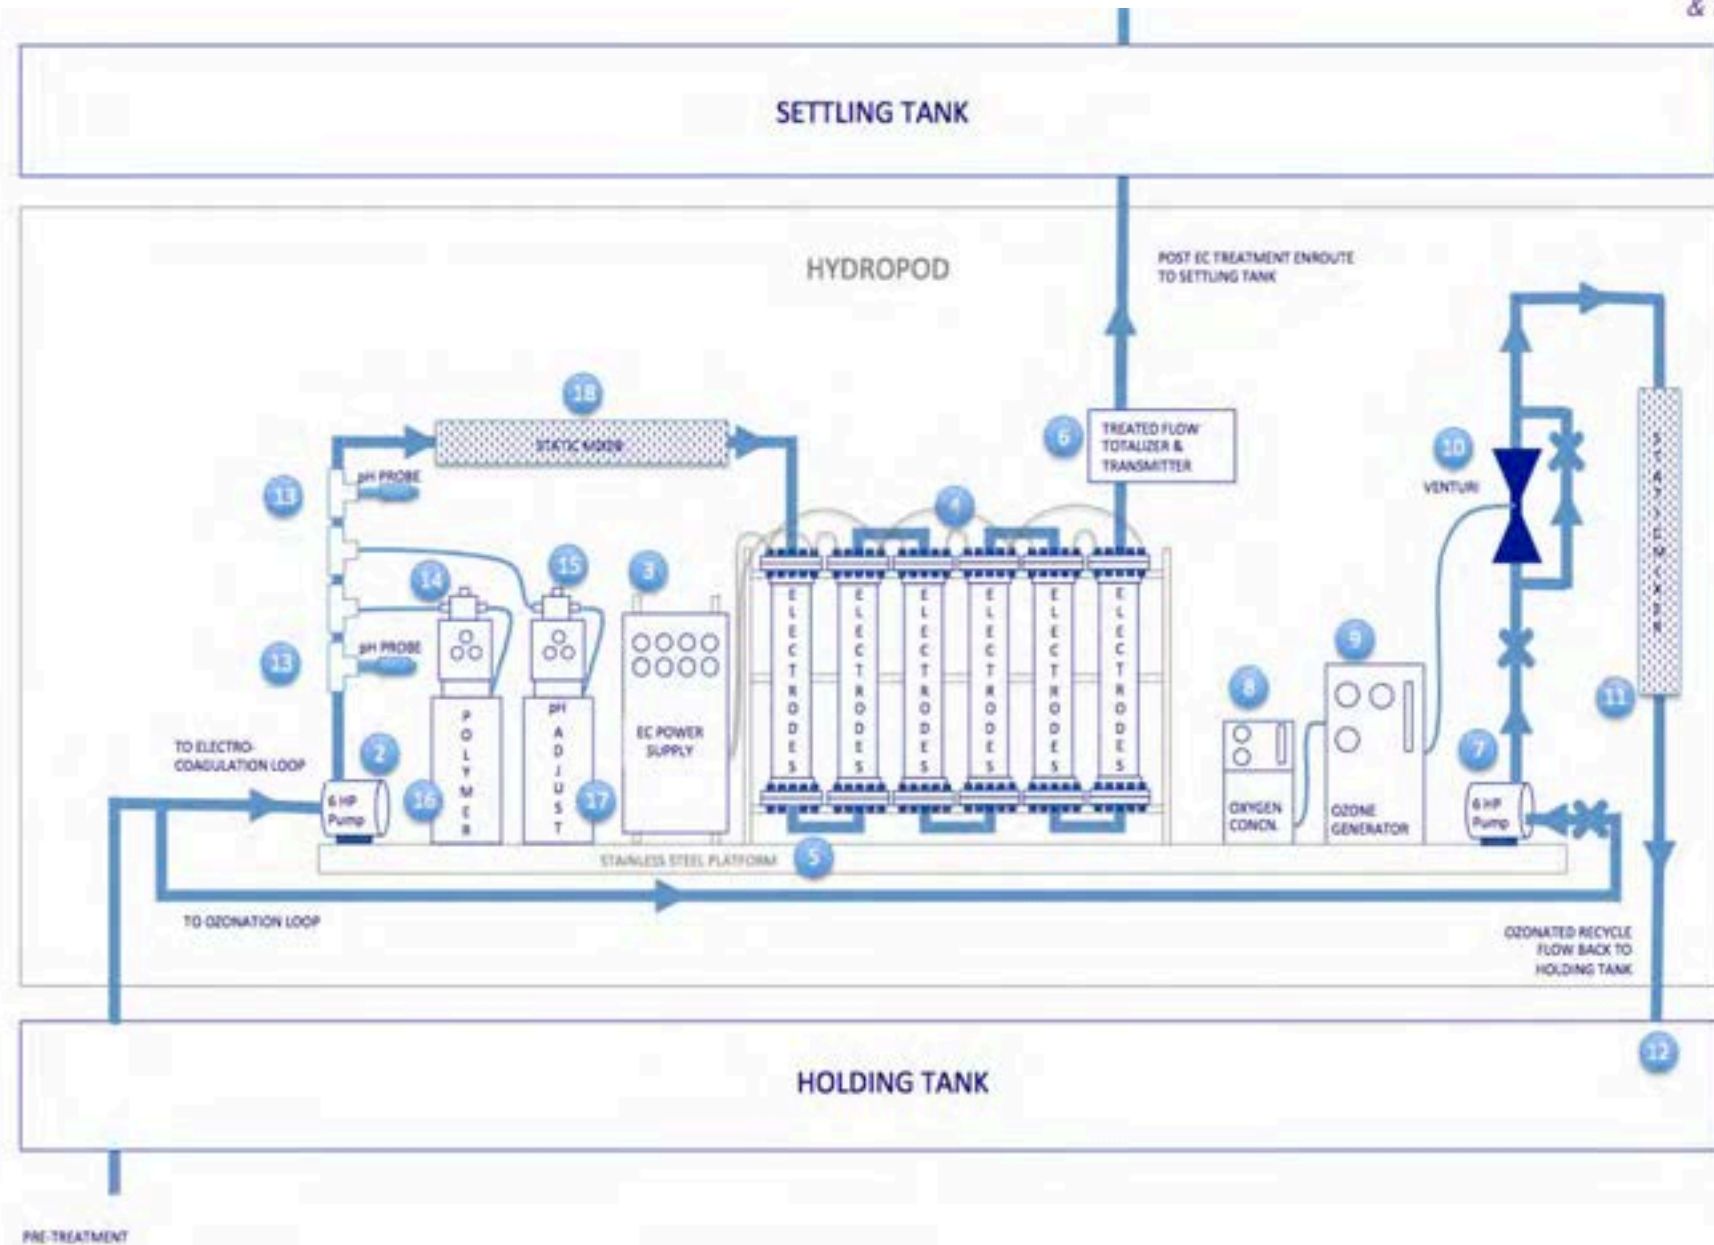 &
SETTLING TANK
HYDROPOD
POST EC TREATMENT ENROUTE
TO SETTLING TANK
18
STATIC MIXER
6
TREATED FLOW
TOTALIZER &
TRANSMITTER
10
VENTURI
13
pH PROBE
4
STATIC MIXER
14
15
3
9
13
pH PROBE
8
11
POLYMER
pH
ADJUST
EC POWER
SUPPLY
ELECTRODES
ELECTRODES
ELECTRODES
ELECTRODES
ELECTRODES
ELECTRODES
TO ELECTRO-
COAGULATION LOOP
2
7
6 HP
Pump
16
17
OXYGEN
CONCN.
OZONE
GENERATOR
6 HP
Pump
STAINLESS STEEL PLATFORM
5
TO OZONATION LOOP
OZONATED RECYCLE
FLOW BACK TO
HOLDING TANK
12
HOLDING TANK
PRE-TREATMENT